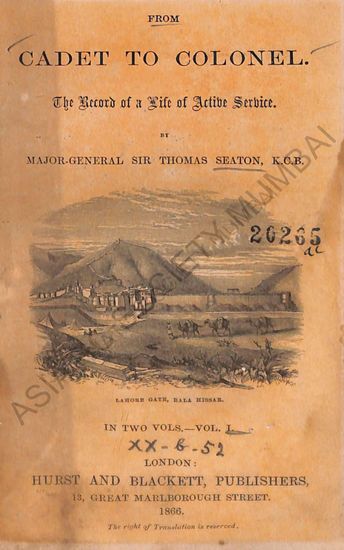 FROM
CADET TO COLONEL.
The Record of a Life of Active Service.
BY
MAJOR-GENERAL SIR THOMAS SEATON, K.C.B.
20265
LAHORE GATE, BALA HISSAR.
IN TWO VOLS.—VOL. I.
XX-G-52
LONDON:
HURST AND BLACKETT, PUBLISHERS,
13, GREAT MARLBOROUGH STREET.
1866.
The right of Translation is reserved.
ASIATIC SOCIETY MUMBAI